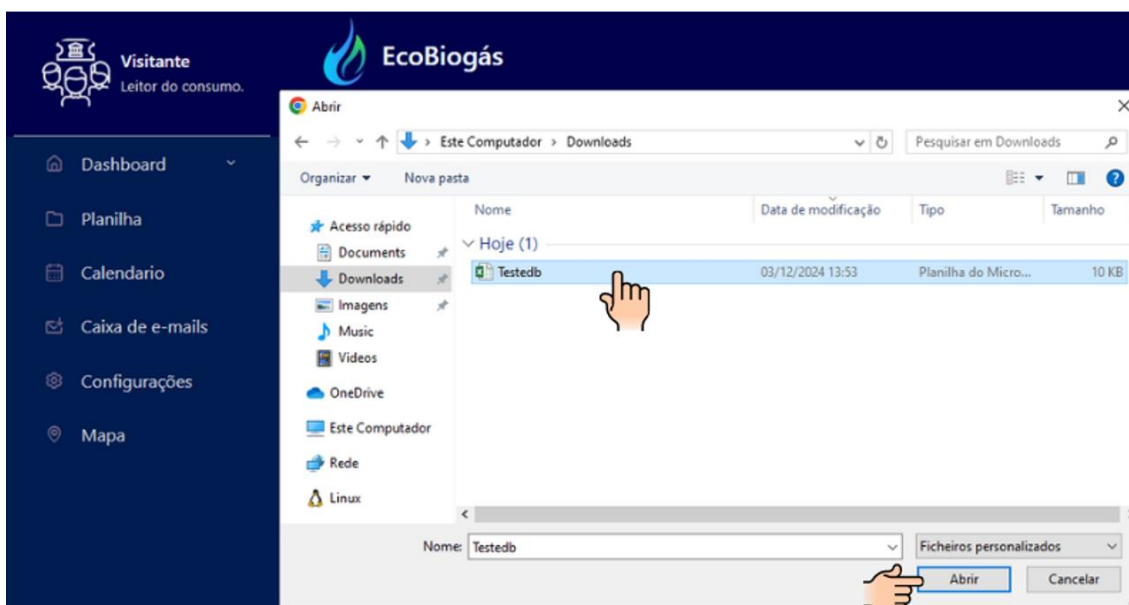 Visitante
Leitor do consumo.
EcoBiogás
Dashboard
Planilha
Calendario
Caixa de e-mails
Configurações
Mapa
Abrir
Este Computador > Downloads
Pesquisar em Downloads
Organizar
Nova pasta
Acesso rápido
Documents
Downloads
Imagens
Music
Videos
OneDrive
Este Computador
Rede
Linux
Nome Data de modificação Tipo Tamanho
Hoje (1)
Testedb 03/12/2024 13:53 Planilha do Micro... 10 KB
Nome: Testedb
Ficheiros personalizados
Abrir Cancelar